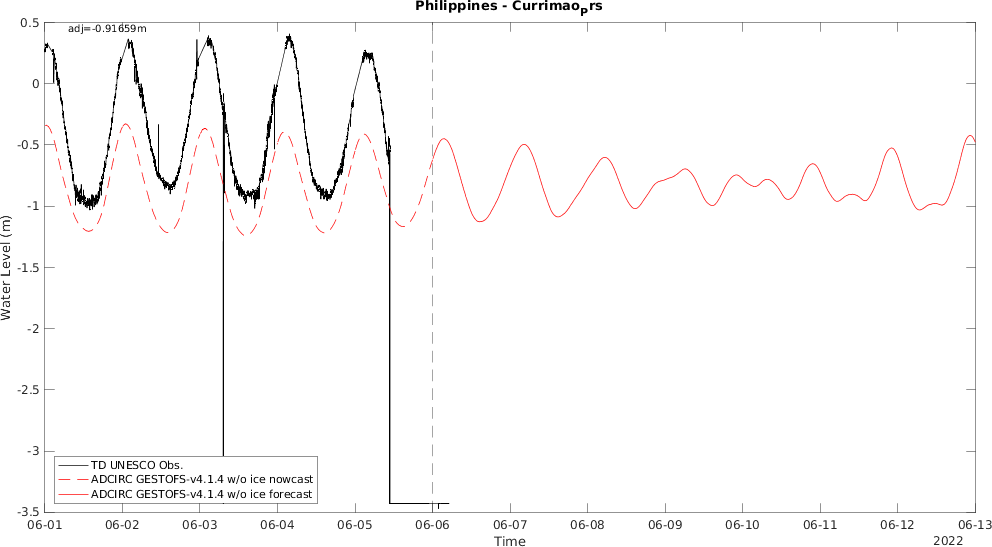 Philippines - Currimao_prs
adj=-0.91659m
0.5
0
-0.5
-1
-1.5
-2
-2.5
-3
-3.5
Water Level (m)
TD UNESCO Obs.
ADCIRC GESTOFS-v4.1.4 w/o ice nowcast
ADCIRC GESTOFS-v4.1.4 w/o ice forecast
06-01 06-02 06-03 06-04 06-05 06-06 06-07 06-08 06-09 06-10 06-11 06-12 06-13
Time
2022